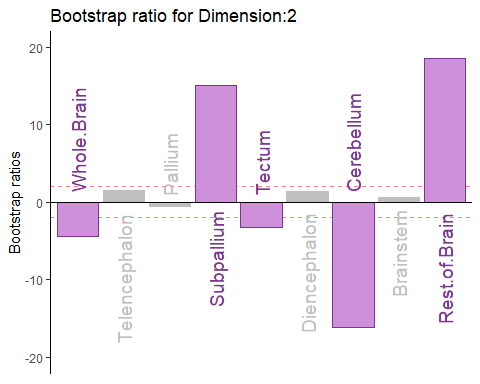 Bootstrap ratio for Dimension:2
Bootstrap ratios
20
10
0
-10
-20
Whole.Brain
Telencephalon
Pallium
Subpallium
Tectum
Diencephalon
Cerebellum
Brainstem
Rest.of.Brain